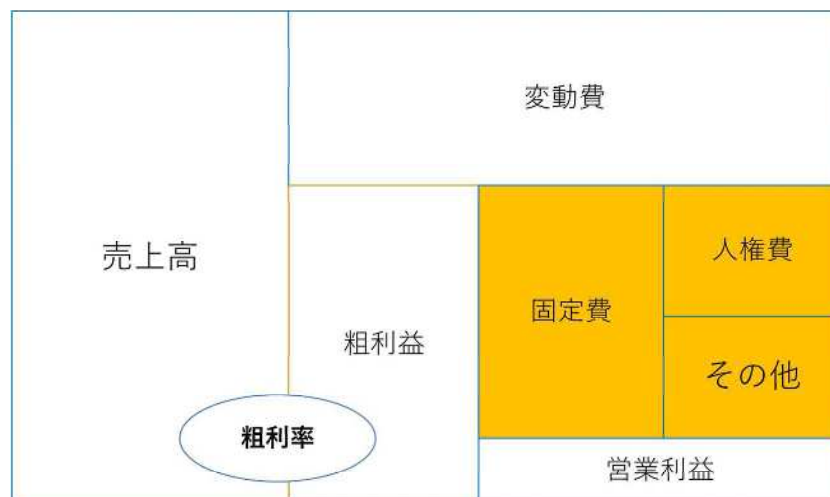 変動費
売上高
人権費
固定費
粗利益
その他
粗利率
営業利益